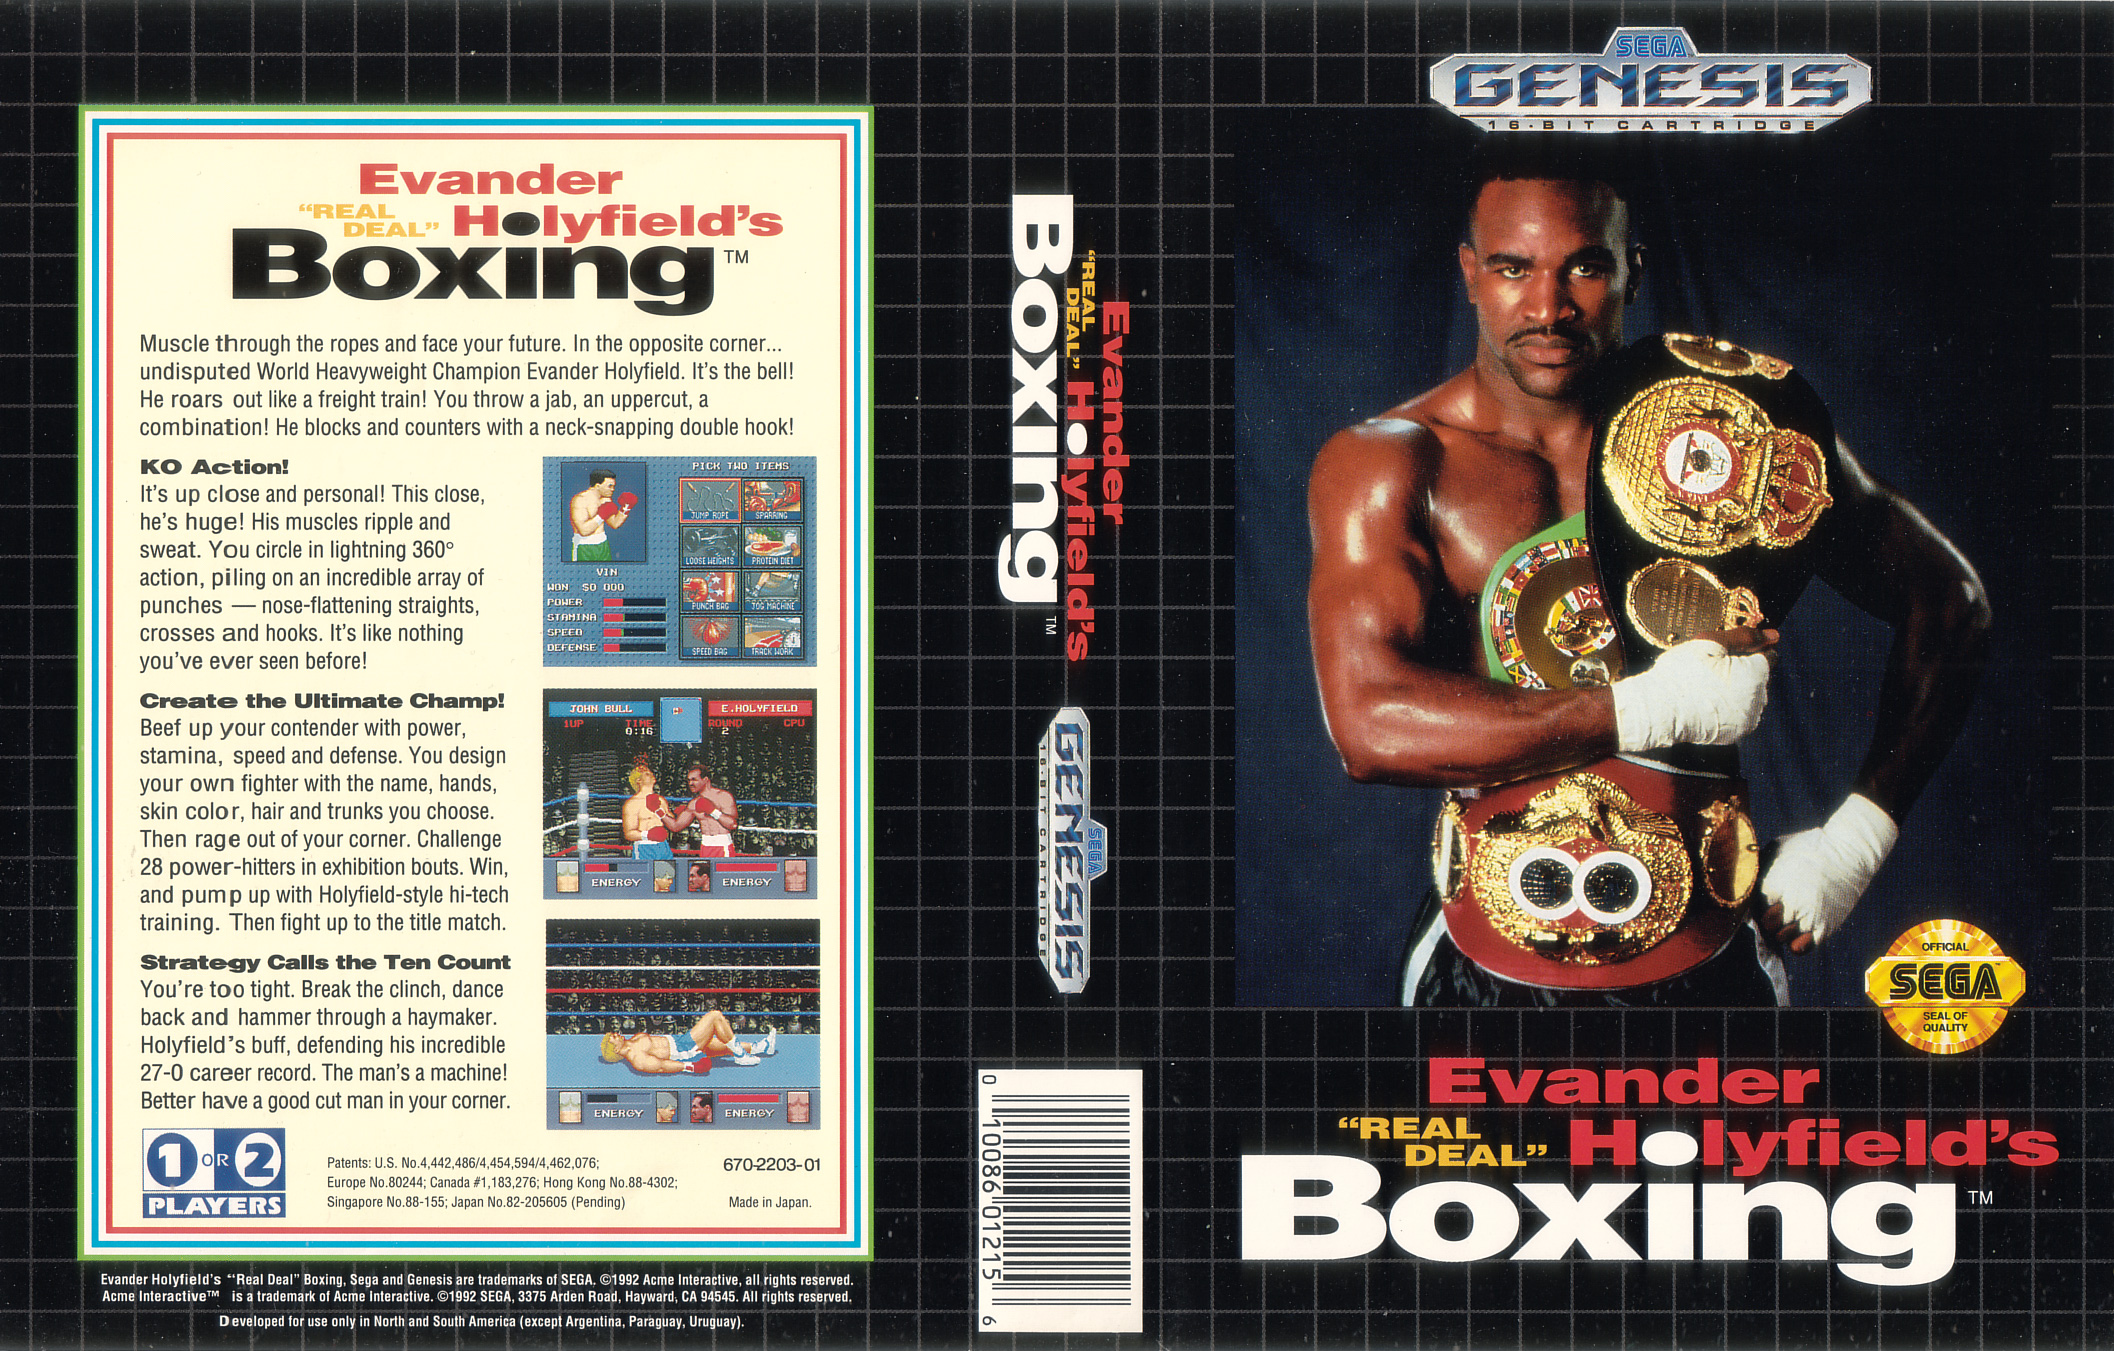 Evander
"REAL DEAL" Holyfield's
Boxing™
Muscle through the ropes and face your future. In the opposite corner...
undisputed World Heavyweight Champion Evander Holyfield. It's the bell!
He roars out like a freight train! You throw a jab, an uppercut, a
combination! He blocks and counters with a neck-snapping double hook!
KO Action!
It's up close and personal! This close,
he's huge! His muscles ripple and
sweat. You circle in lightning 360°
action, piling on an incredible array of
punches — nose-flattening straights,
crosses and hooks. It's like nothing
you've ever seen before!
Create the Ultimate Champ!
Beef up your contender with power,
stamina, speed and defense. You design
your own fighter with the name, hands,
skin color, hair and trunks you choose.
Then rage out of your corner. Challenge
28 power-hitters in exhibition bouts. Win,
and pump up with Holyfield-style hi-tech
training. Then fight up to the title match.
Strategy Calls the Ten Count
You're too tight. Break the clinch, dance
back and hammer through a haymaker.
Holyfield's buff, defending his incredible
27-0 career record. The man's a machine!
Better have a good cut man in your corner.
PICK TWO ITEMS
JUMP ROPE SPARRING
LOOSE WEIGHTS PROTEIN DIET
VIN
WON $0 000
PUNCH BAG JOG MACHINE
POWER
STAMINA
SPEED
DEFENSE
SPEED BAG TRACK WORK
JOHN BULL E.HOLYFIELD
1UP TIME ROUND CPU
0:16 2
ENERGY ENERGY
ENERGY ENERGY
1 OR 2
PLAYERS
Patents: U.S. No.4,442,486/4,454,594/4,462,076;
Europe No.80244; Canada #1,183,276; Hong Kong No.88-4302;
Singapore No.88-155; Japan No.82-205605 (Pending)
670-2203-01
Made in Japan.
Evander Holyfield's "Real Deal" Boxing, Sega and Genesis are trademarks of SEGA. ©1992 Acme Interactive, all rights reserved.
Acme Interactive™ is a trademark of Acme Interactive. ©1992 SEGA, 3375 Arden Road, Hayward, CA 94545. All rights reserved.
Developed for use only in North and South America (except Argentina, Paraguay, Uruguay).
Evander
"REAL DEAL" Holyfield's
Boxing™
SEGA
GENESIS
16-BIT CARTRIDGE
0 10086 01215 6
SEGA
GENESIS
16-BIT CARTRIDGE
OFFICIAL
SEGA™
SEAL OF
QUALITY
Evander
"REAL DEAL" Holyfield's
Boxing™